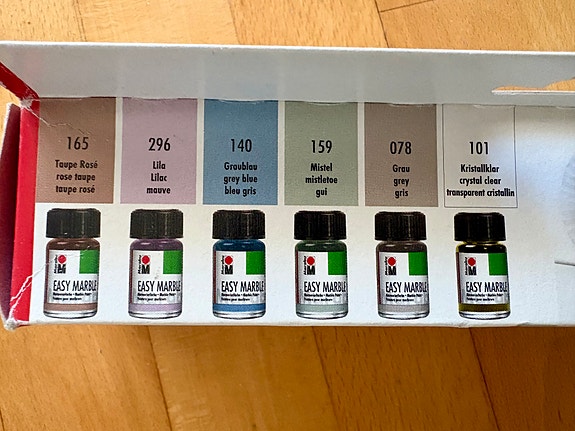 165
Taupe Rosé
rose taupe
taupe rosé
296
Lila
Lilac
mauve
140
Graublau
grey blue
bleu gris
159
Mistel
mistletoe
gui
078
Grau
grey
gris
101
Kristallklar
crystal clear
transparent cristallin
EASY MARBLE
EASY MARBLE
EASY MARBLE
EASY MARBLE
EASY MARBLE
EASY MARBLE